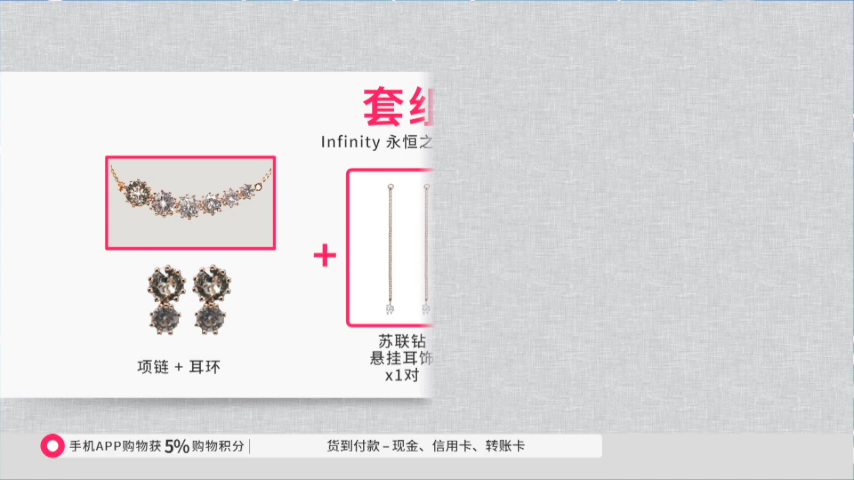 套
Infinity 永恒之
+
项链 + 耳环
苏联钻
悬挂耳饰
x1对
手机APP购物获 5% 购物积分
货到付款 – 现金、信用卡、转账卡